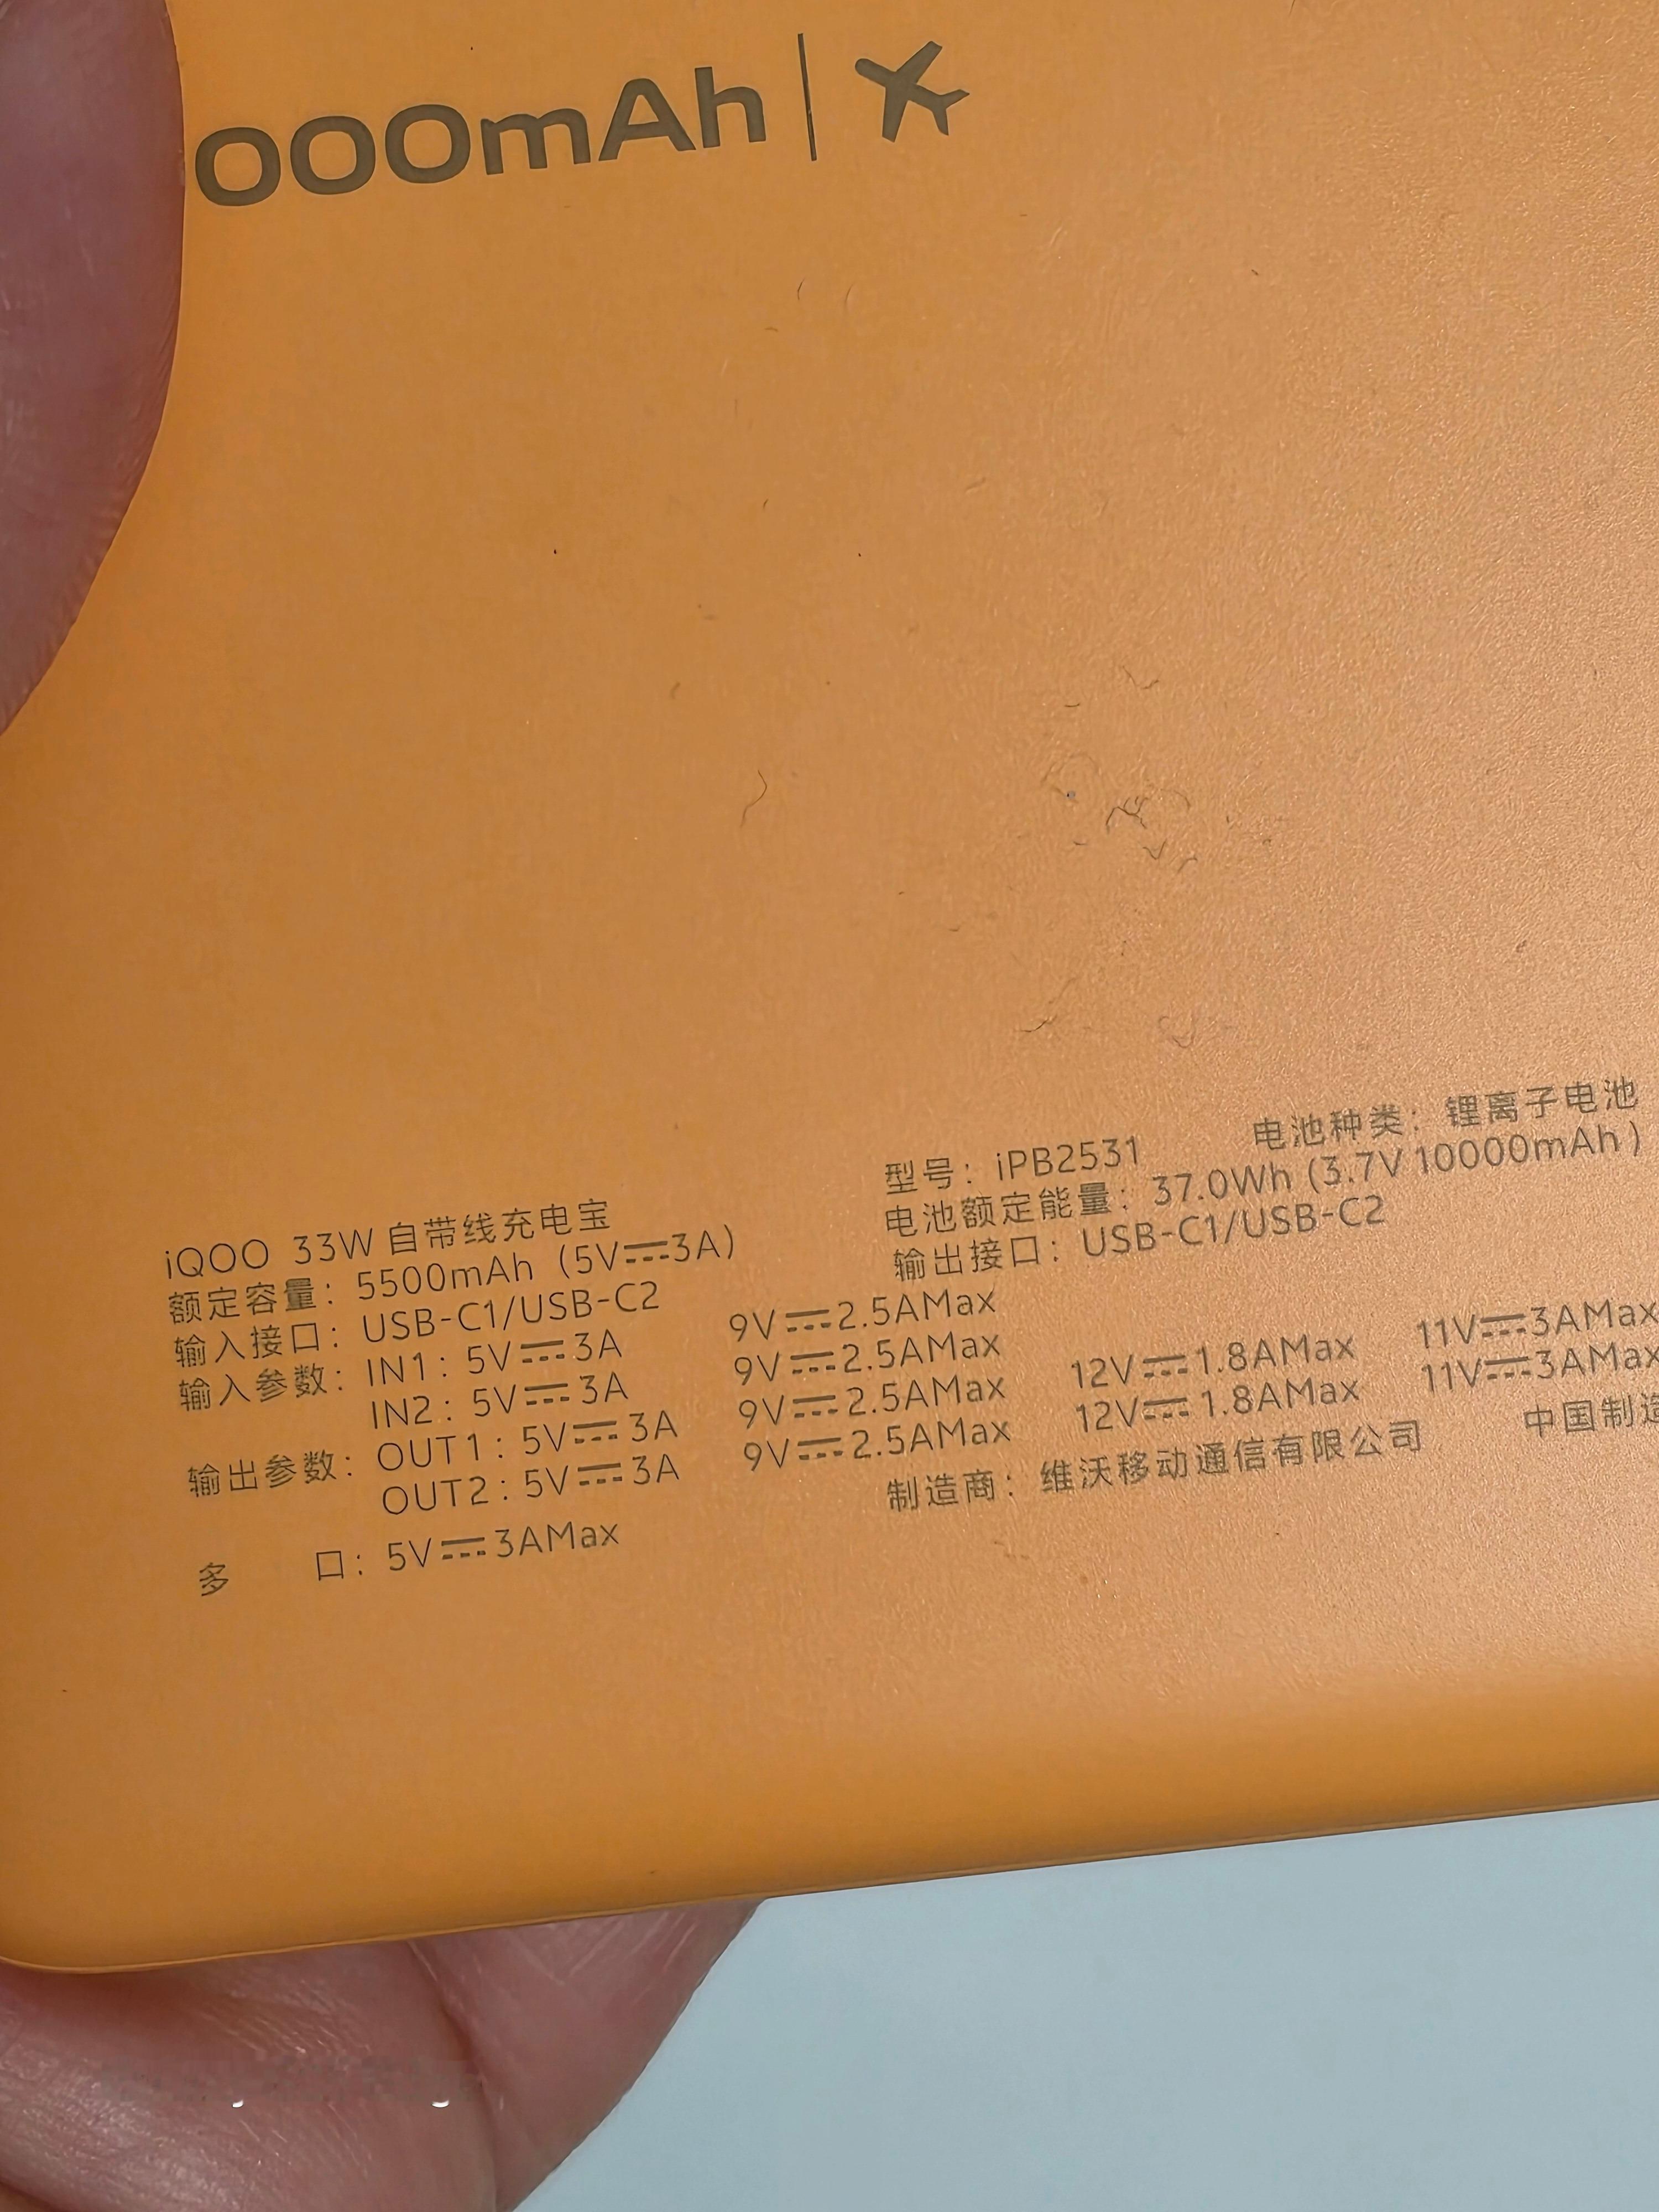 000mAh
型号：iPB2531 电池种类：锂离子电池
电池额定能量：37.0Wh (3.7V 10000mAh)
输出接口：USB-C1/USB-C2
iQOO 33W 自带线充电宝
额定容量：5500mAh（5V⎓3A）
输入接口：USB-C1/USB-C2
输入参数：IN1：5V⎓3A 9V⎓2.5AMax
IN2：5V⎓3A 9V⎓2.5AMax
输出参数：OUT1：5V⎓3A 9V⎓2.5AMax 12V⎓1.8AMax 11V⎓3AMax
OUT2：5V⎓3A 9V⎓2.5AMax 12V⎓1.8AMax 11V⎓3AMax
多 口：5V⎓3AMax 制造商：维沃移动通信有限公司 中国制造